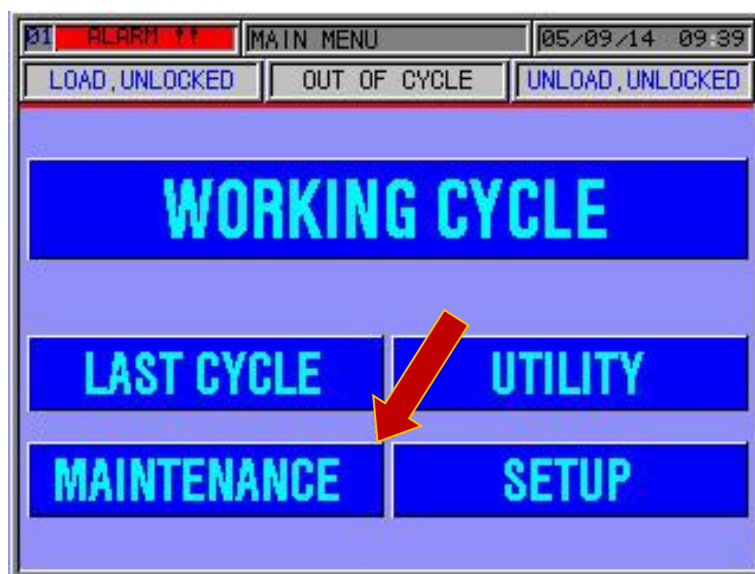 01 ALARM !! MAIN MENU 05/09/14 09:39
LOAD,UNLOCKED OUT OF CYCLE UNLOAD,UNLOCKED
WORKING CYCLE
LAST CYCLE UTILITY
MAINTENANCE SETUP